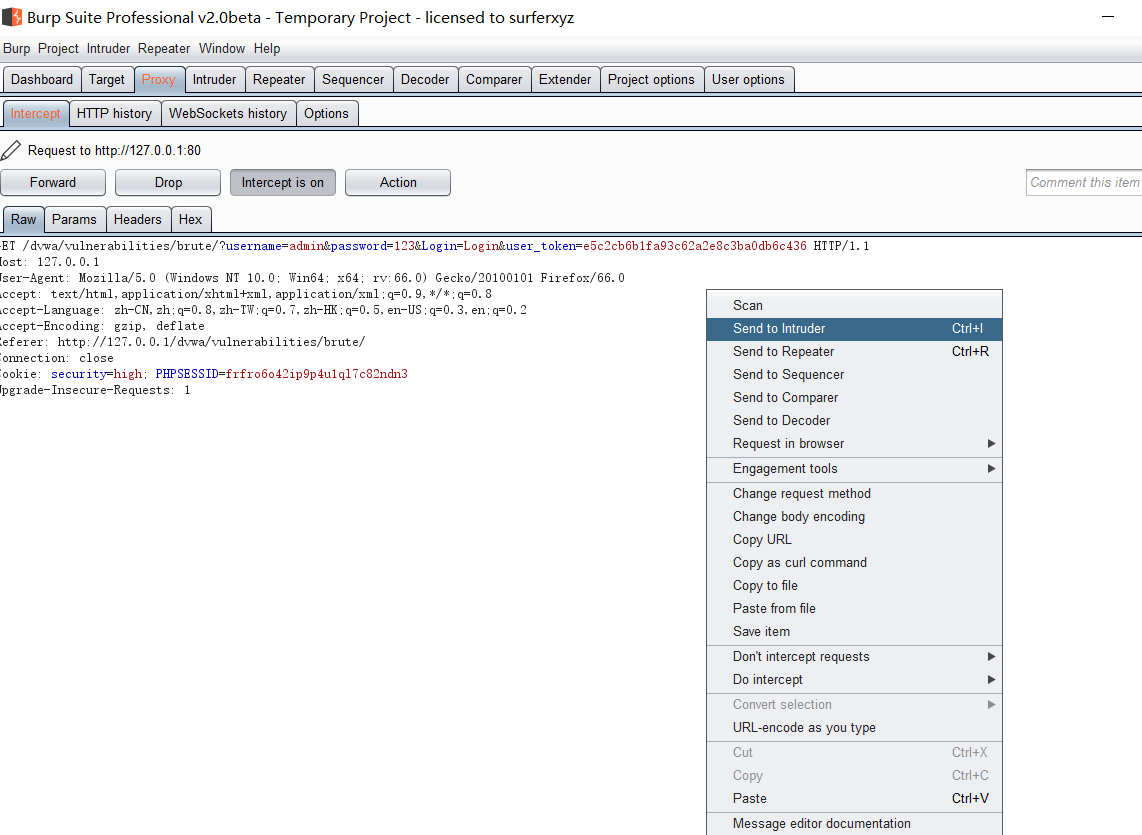 Burp Suite Professional v2.0beta - Temporary Project - licensed to surferxyz
Burp Project Intruder Repeater Window Help
Dashboard Target Proxy Intruder Repeater Sequencer Decoder Comparer Extender Project options User options
Intercept HTTP history WebSockets history Options
Request to http://127.0.0.1:80
Forward Drop Intercept is on Action Comment this item
Raw Params Headers Hex
ET /dvwa/vulnerabilities/brute/?username=admin&password=123&Login=Login&user_token=e5c2cb6b1fa93c62a2e8c3ba0db6c436 HTTP/1.1
ost: 127.0.0.1
ser-Agent: Mozilla/5.0 (Windows NT 10.0; Win64; x64; rv:66.0) Gecko/20100101 Firefox/66.0
ccept: text/html,application/xhtml+xml,application/xml;q=0.9,*/*;q=0.8
ccept-Language: zh-CN,zh;q=0.8,zh-TW;q=0.7,zh-HK;q=0.5,en-US;q=0.3,en;q=0.2
ccept-Encoding: gzip, deflate
eferer: http://127.0.0.1/dvwa/vulnerabilities/brute/
onnection: close
ookie: security=high; PHPSESSID=frfro6o42ip9p4u1ql7c82ndn3
pgrade-Insecure-Requests: 1
Scan
Send to Intruder Ctrl+I
Send to Repeater Ctrl+R
Send to Sequencer
Send to Comparer
Send to Decoder
Request in browser
Engagement tools
Change request method
Change body encoding
Copy URL
Copy as curl command
Copy to file
Paste from file
Save item
Don't intercept requests
Do intercept
Convert selection
URL-encode as you type
Cut Ctrl+X
Copy Ctrl+C
Paste Ctrl+V
Message editor documentation